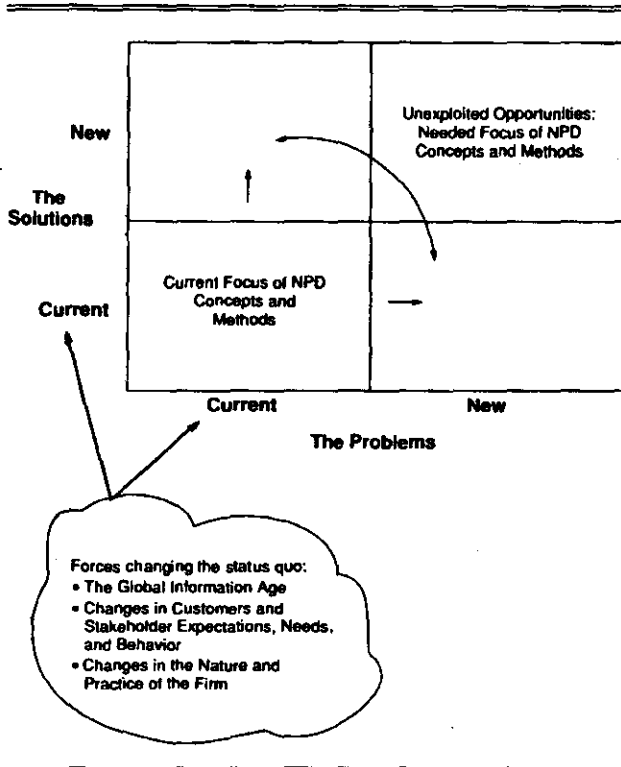 New
Unexploited Opportunities:
Needed Focus of NPD
Concepts and Methods
The
Solutions
Current
Current Focus of NPD
Concepts and
Methods
Current
New
The Problems
Forces changing the status quo:
• The Global Information Age
• Changes in Customers and
Stakeholder Expectations, Needs,
and Behavior
• Changes in the Nature and
Practice of the Firm